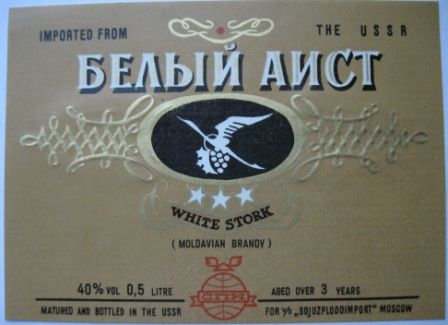 IMPORTED FROM THE USSR
БЕЛЫЙ АИСТ
WHITE STORK
( MOLDAVIAN BRANDY )
40% VOL 0,5 LITRE AGED OVER 3 YEARS
MATURED AND BOTTLED IN THE USSR FOR V/o „SOJUZPLODOIMPORT" MOSCOW